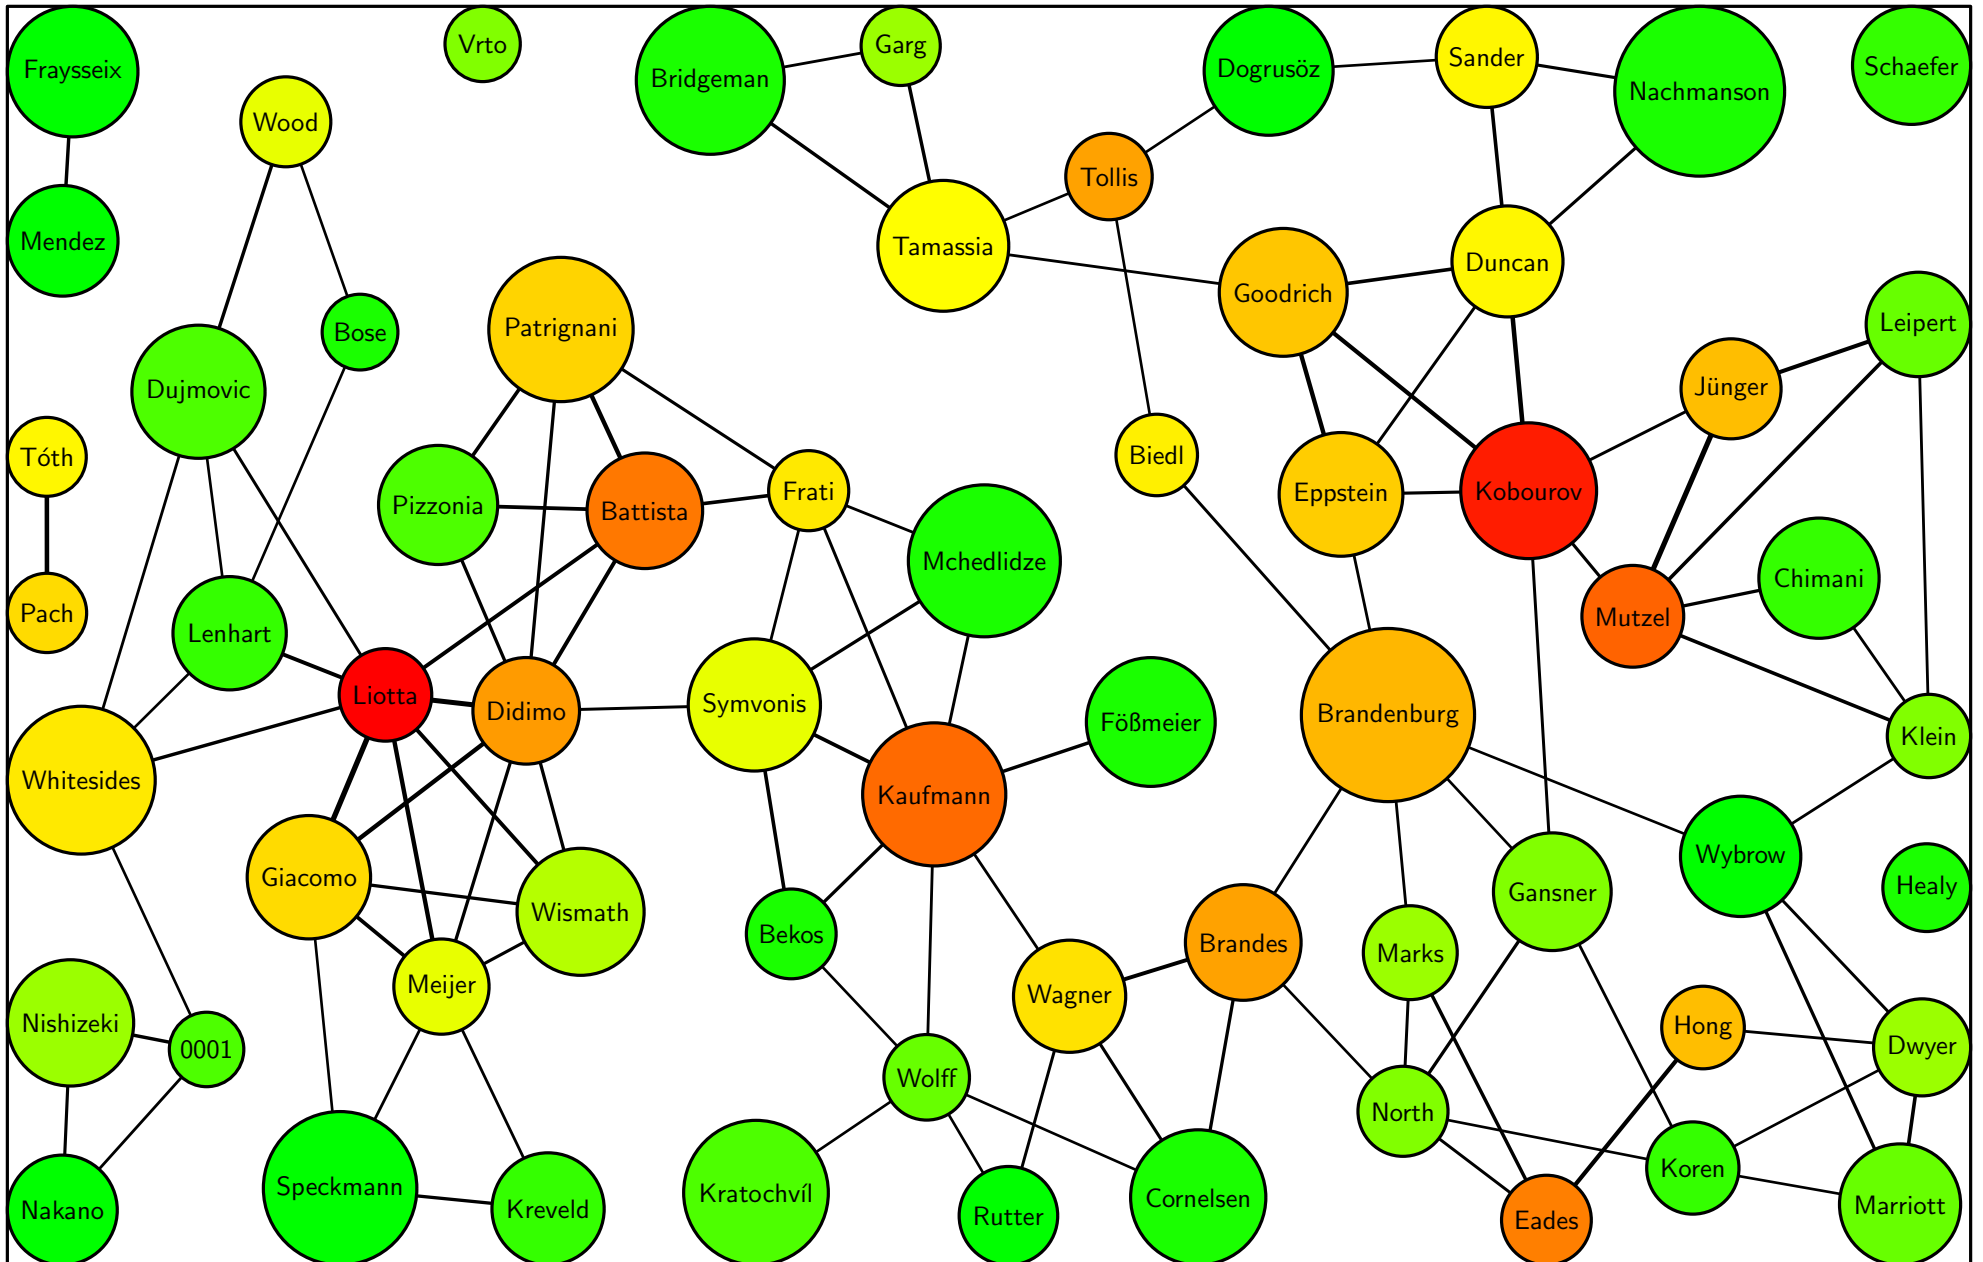 Vrto
Garg
Sander
Schaefer
Fraysseix
Dogrusöz
Bridgeman
Nachmanson
Wood
Tollis
Mendez
Tamassia
Duncan
Goodrich
Leipert
Patrignani
Bose
Dujmovic
Jünger
Tóth
Biedl
Frati
Kobourov
Eppstein
Pizzonia
Battista
Mchedlidze
Chimani
Pach
Mutzel
Lenhart
Liotta
Symvonis
Didimo
Brandenburg
Fößmeier
Klein
Whitesides
Kaufmann
Wybrow
Giacomo
Healy
Gansner
Wismath
Bekos
Brandes
Marks
Meijer
Wagner
Nishizeki
Hong
Dwyer
0001
Wolff
North
Koren
Speckmann
Kratochvíl
Cornelsen
Marriott
Kreveld
Nakano
Rutter
Eades